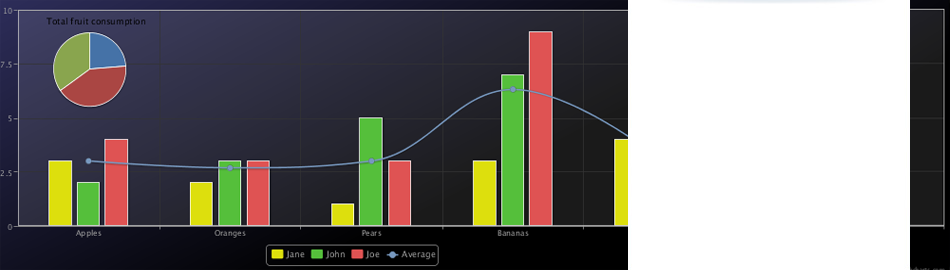 Total fruit consumption
10
7.5
5
2.5
0
Apples Oranges Pears Bananas
Jane John Joe Average